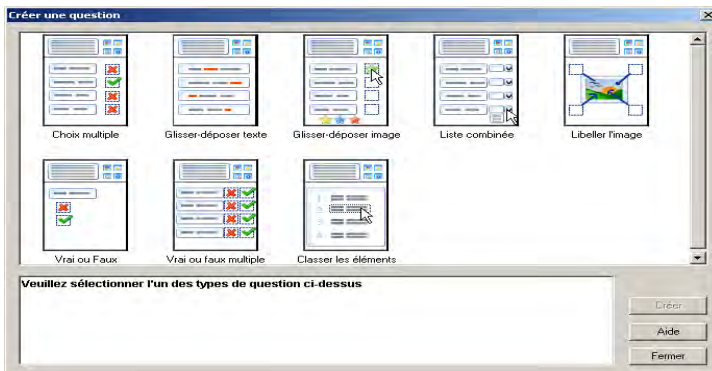 Créer une question
Choix multiple
Glisser-déposer texte
Glisser-déposer image
Liste combinée
Libeller l'image
Vrai ou Faux
Vrai ou faux multiple
Classer les éléments
Veuillez sélectionner l'un des types de question ci-dessus
Créer
Aide
Fermer